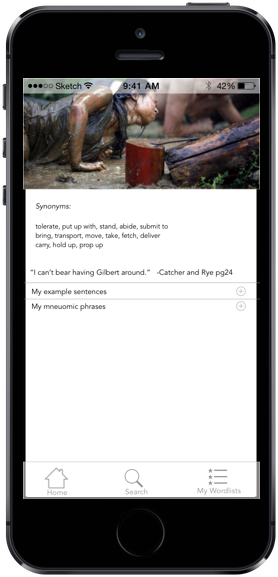 Sketch 9:41 AM 42%
Synonyms:
tolerate, put up with, stand, abide, submit to
bring, transport, move, take, fetch, deliver
carry, hold up, prop up
“I can’t bear having Gilbert around.” -Catcher and Rye pg24
My example sentences
My mneuomic phrases
Home Search My Wordlists